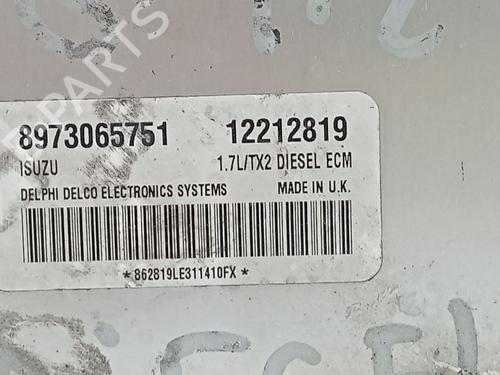 8973065751 12212819
ISUZU 1.7L/TX2 DIESEL ECM
DELPHI DELCO ELECTRONICS SYSTEMS MADE IN U.K.
*862819LE311410FX*